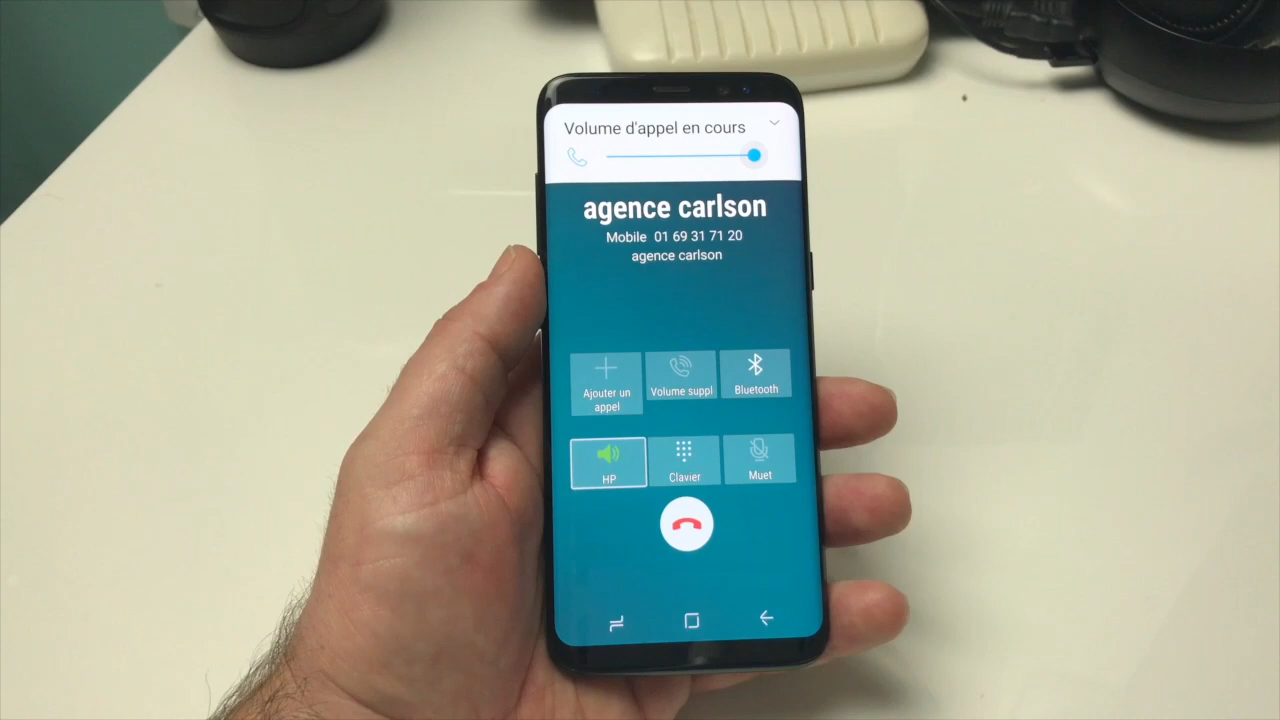 Volume d'appel en cours
agence carlson
Mobile 01 69 31 71 20
agence carlson
Ajouter un
appel
Volume suppl
Bluetooth
HP
Clavier
Muet